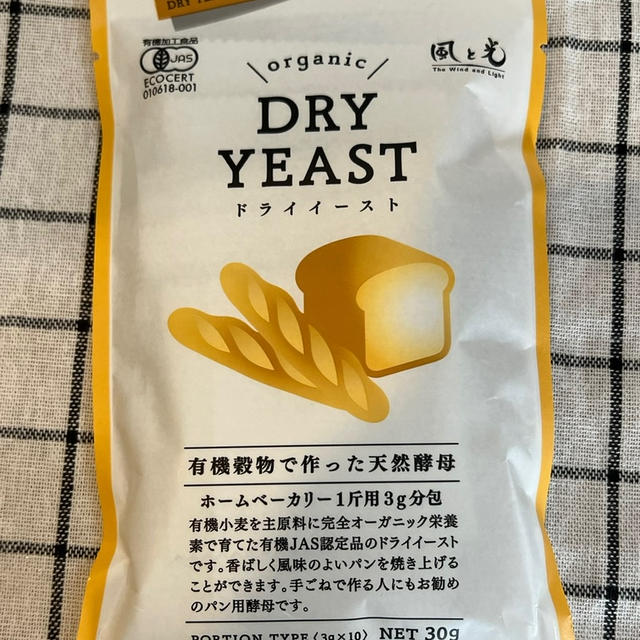 DRY
有機加工食品
JAS
ECOCERT
010618-001
organic
風と光
The Wind and Light
DRY
YEAST
ドライイースト
有機穀物で作った天然酵母
ホームベーカリー1斤用3g分包
有機小麦を主原料に完全オーガニック栄養
素で育てた有機JAS認定品のドライイースト
です。香ばしく風味のよいパンを焼き上げる
ことができます。手ごねで作る人にもお勧め
のパン用酵母です。
PORTION TYPE〈3g×10〉 NET 30g